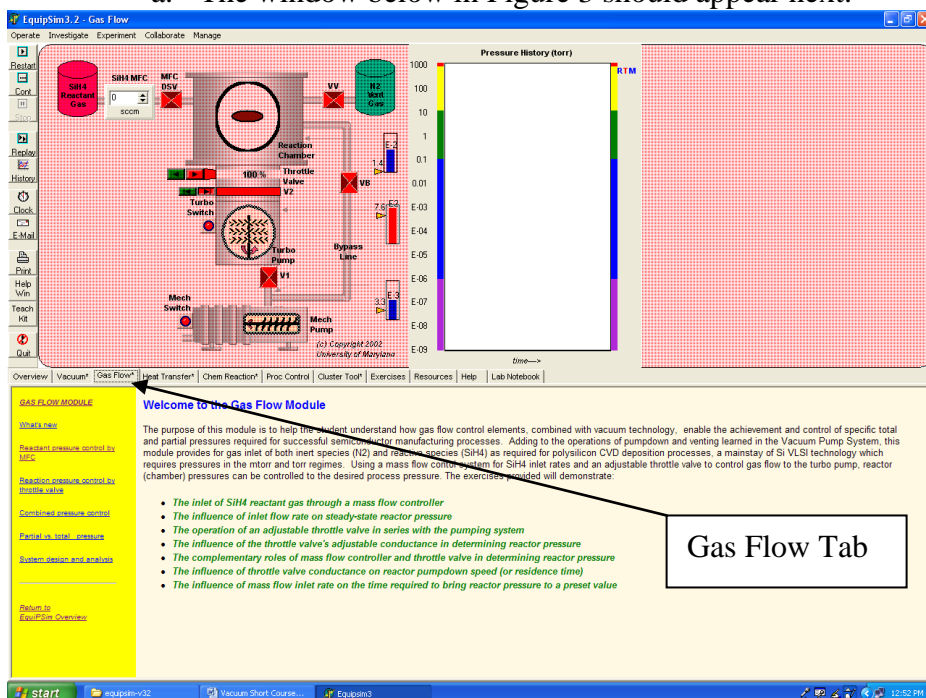 a. The window below in Figure 3 should appear next.
EquipSim3.2 - Gas Flow
Operate Investigate Experiment Collaborate Manage
Restart
Cont
Stop
Replay
History
Clock
E-Mail
Print
Help
Win
Teach
Kit
Quit
SiH4
Reactant
Gas
SiH4 MFC
0
sccm
MFC
DSV
VV
N2
Vent
Gas
Reaction
Chamber
100 %
Throttle
Valve
V2
Turbo
Switch
Turbo
Pump
V1
VB
Bypass
Line
Mech
Switch
Mech
Pump
E-2
1.4
7.6 E2
E-3
3.3
(c) Copyright 2002
University of Maryland
Pressure History (torr)
RTM
1000
100
10
1
0.1
0.01
E-03
E-04
E-05
E-06
E-07
E-08
E-09
time-->
Overview Vacuum* Gas Flow* Heat Transfer* Chem Reaction* Proc Control Cluster Tool* Exercises Resources Help Lab Notebook
GAS FLOW MODULE
What's new
Reactant pressure control by
MFC
Reaction pressure control by
throttle valve
Combined pressure control
Partial vs. total pressure
System design and analysis
Return to
EquiPSim Overview
Welcome to the Gas Flow Module
The purpose of this module is to help the student understand how gas flow control elements, combined with vacuum technology, enable the achievement and control of specific total
and partial pressures required for successful semiconductor manufacturing processes. Adding to the operations of pumpdown and venting learned in the Vacuum Pump System, this
module provides for gas inlet of both inert species (N2) and reactive species (SiH4) as required for polysilicon CVD deposition processes, a mainstay of Si VLSI technology which
requires pressures in the mtorr and torr regimes. Using a mass flow contol system for SiH4 inlet rates and an adjustable throttle valve to control gas flow to the turbo pump, reactor
(chamber) pressures can be controlled to the desired process pressure. The exercises provided will demonstrate:
• The inlet of SiH4 reactant gas through a mass flow controller
• The influence of inlet flow rate on steady-state reactor pressure
• The operation of an adjustable throttle valve in series with the pumping system
• The influence of the throttle valve's adjustable conductance in determining reactor pressure
• The complementary roles of mass flow controller and throttle valve in determining reactor pressure
• The influence of throttle valve conductance on reactor pumpdown speed (or residence time)
• The influence of mass flow inlet rate on the time required to bring reactor pressure to a preset value
Gas Flow Tab
start equipsim-v32 Vacuum Short Course... Equipsim3 12:52 PM